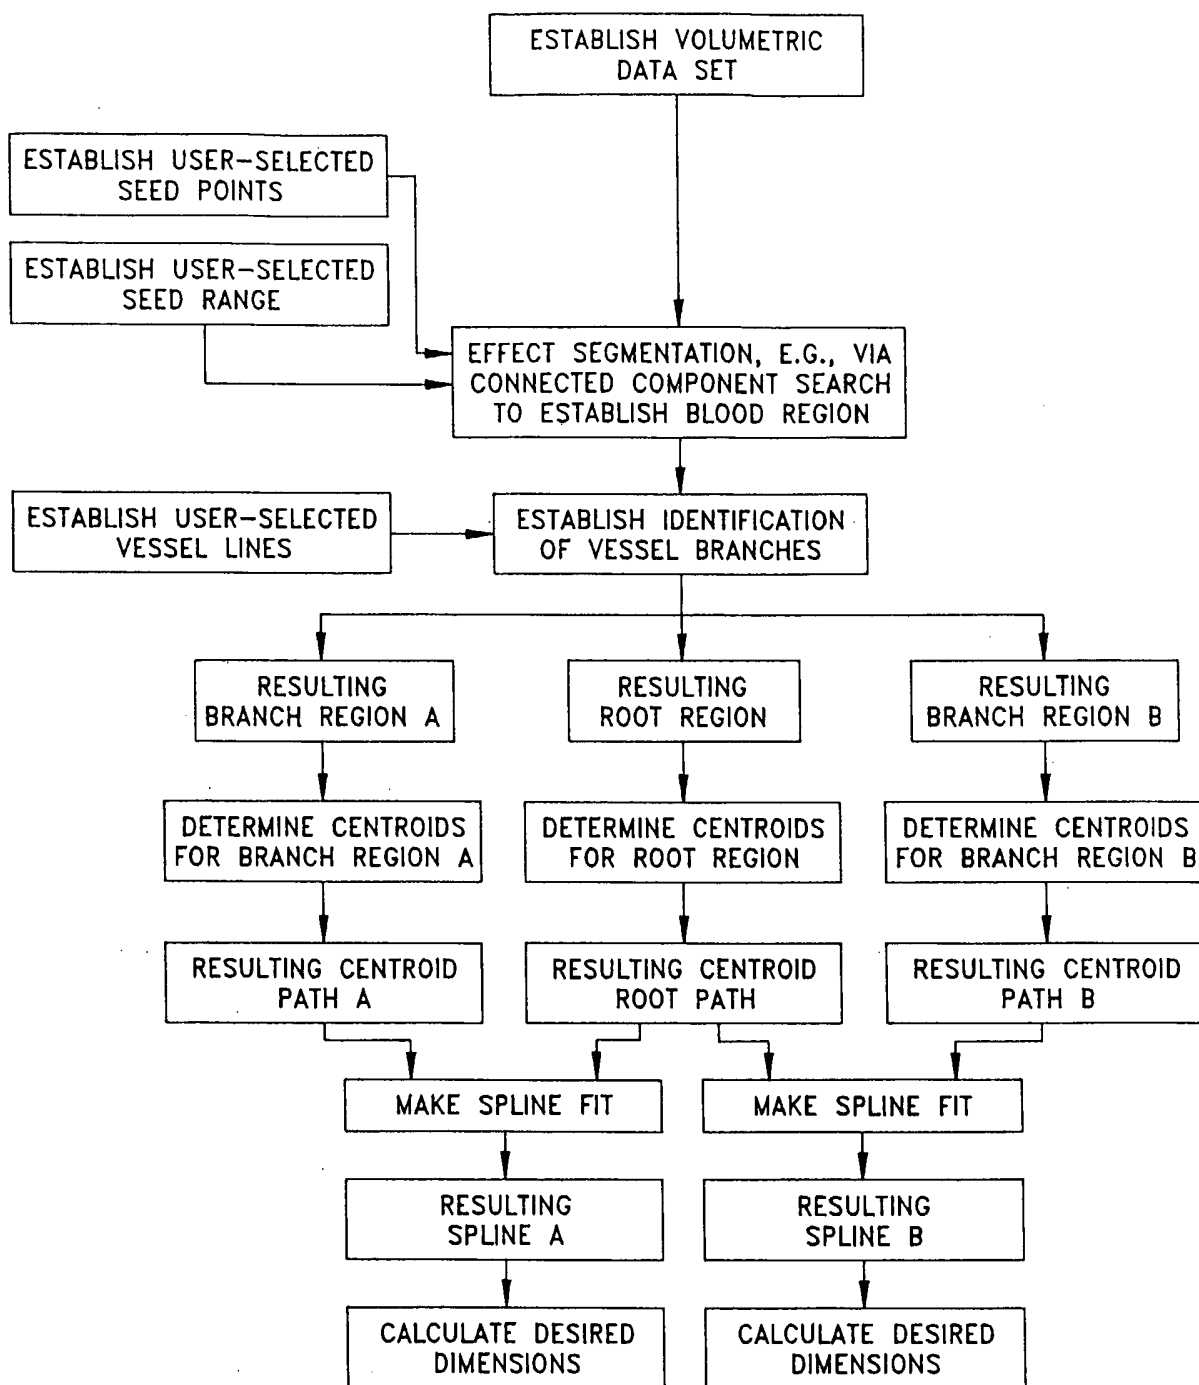 ESTABLISH VOLUMETRIC
DATA SET
ESTABLISH USER-SELECTED
SEED POINTS
ESTABLISH USER-SELECTED
SEED RANGE
EFFECT SEGMENTATION, E.G., VIA
CONNECTED COMPONENT SEARCH
TO ESTABLISH BLOOD REGION
ESTABLISH USER-SELECTED
VESSEL LINES
ESTABLISH IDENTIFICATION
OF VESSEL BRANCHES
RESULTING
BRANCH REGION A
RESULTING
ROOT REGION
RESULTING
BRANCH REGION B
DETERMINE CENTROIDS
FOR BRANCH REGION A
DETERMINE CENTROIDS
FOR ROOT REGION
DETERMINE CENTROIDS
FOR BRANCH REGION B
RESULTING CENTROID
PATH A
RESULTING CENTROID
ROOT PATH
RESULTING CENTROID
PATH B
MAKE SPLINE FIT
MAKE SPLINE FIT
RESULTING
SPLINE A
RESULTING
SPLINE B
CALCULATE DESIRED
DIMENSIONS
CALCULATE DESIRED
DIMENSIONS